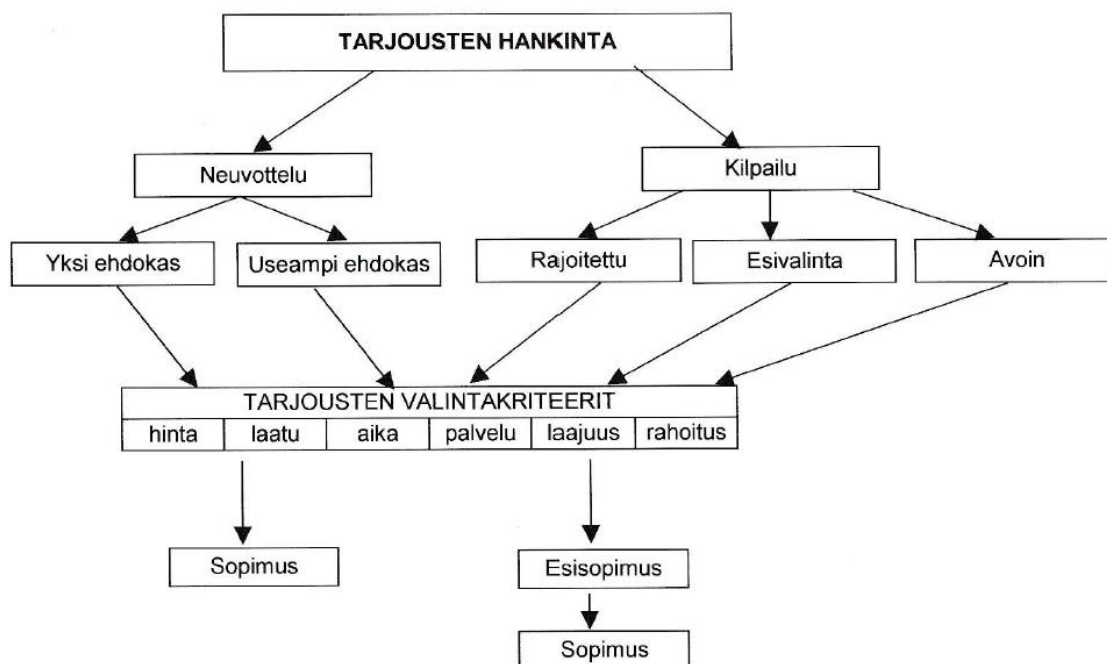 TARJOUSTEN HANKINTA
Neuvottelu
Kilpailu
Yksi ehdokas
Useampi ehdokas
Rajoitettu
Esivalinta
Avoin
TARJOUSTEN VALINTAKRITEERIT
hinta laatu aika palvelu laajuus rahoitus
Sopimus
Esisopimus
Sopimus